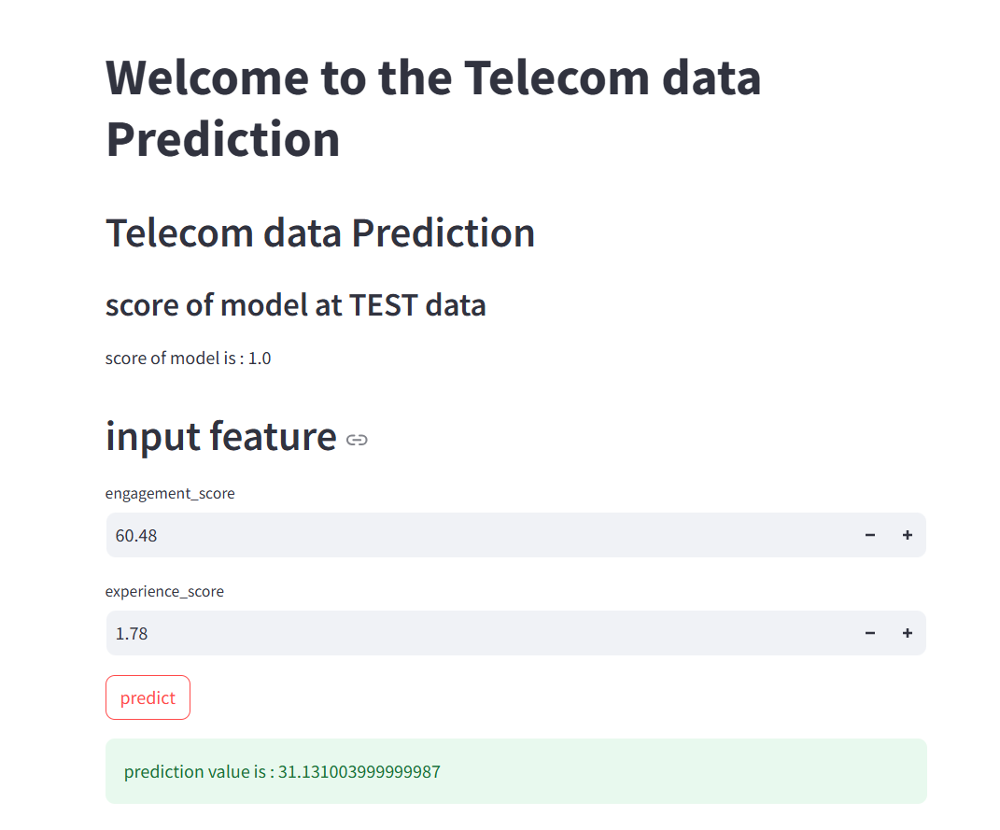 Welcome to the Telecom data
Prediction
Telecom data Prediction
score of model at TEST data
score of model is : 1.0
input feature
engagement_score
60.48
experience_score
1.78
predict
prediction value is : 31.131003999999987